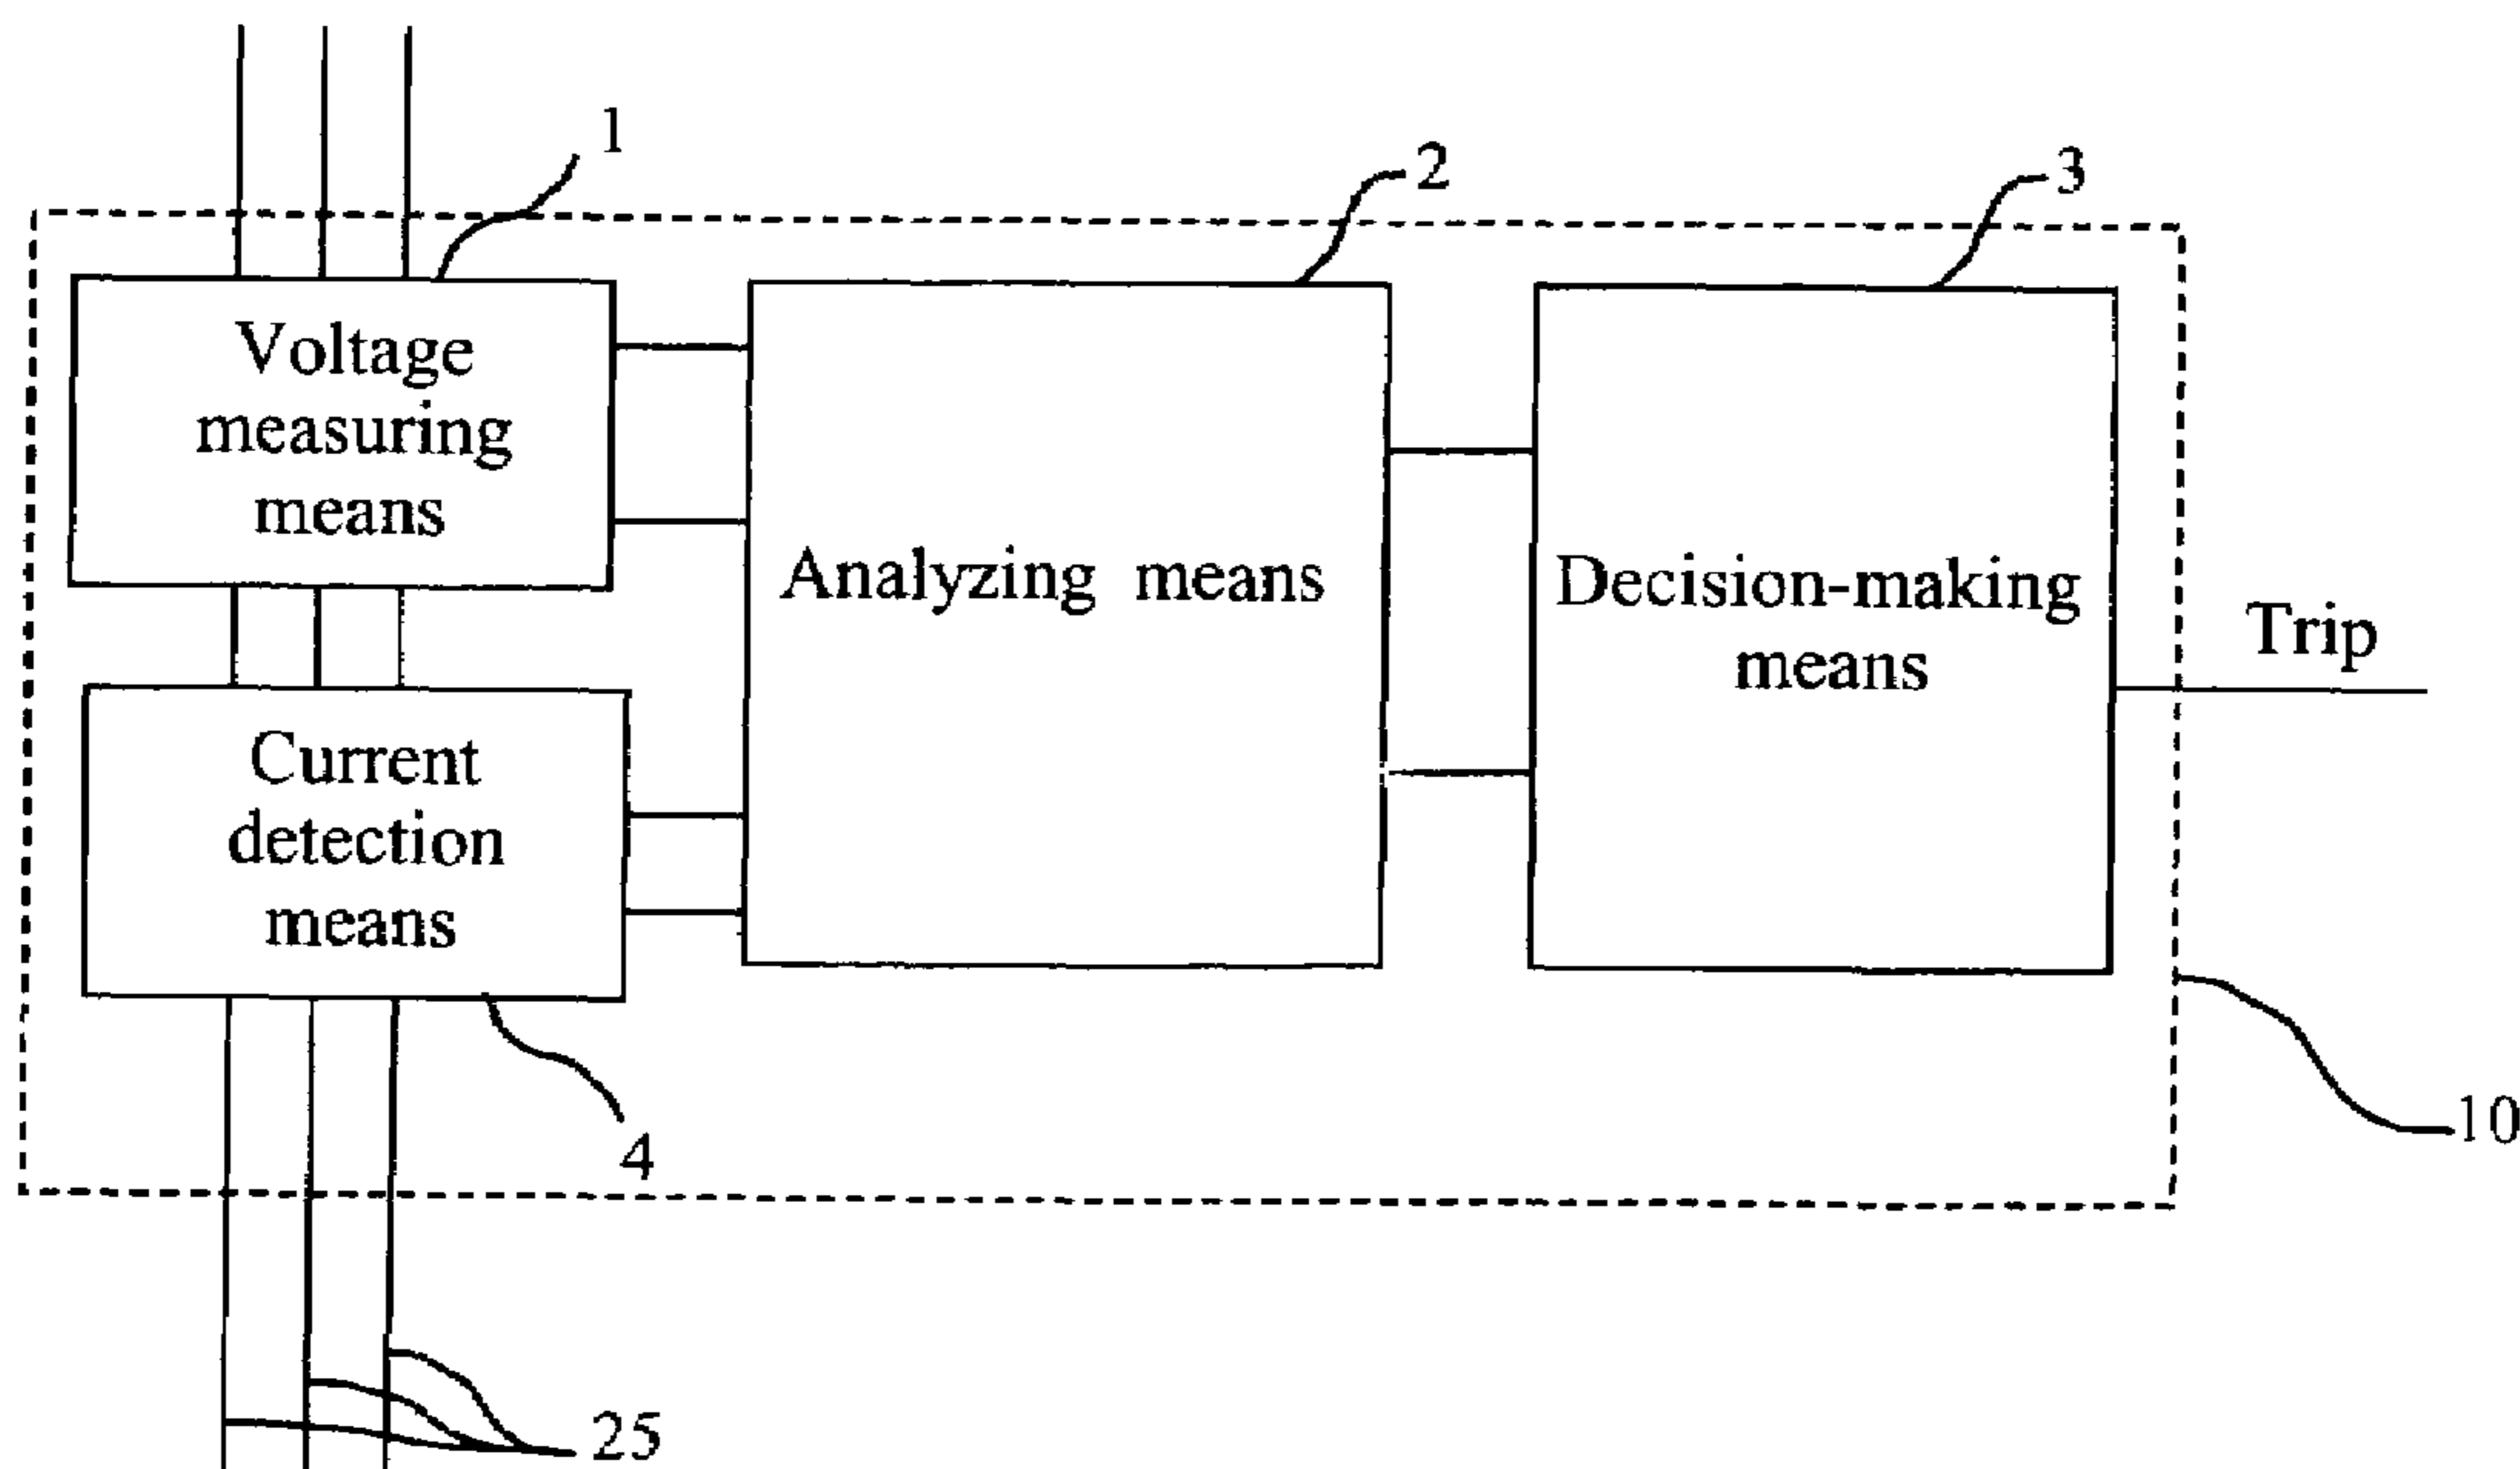 1
2
3
Voltage
measuring
means
Analyzing means
Decision-making
means
Trip
Current
detection
means
4
10
25